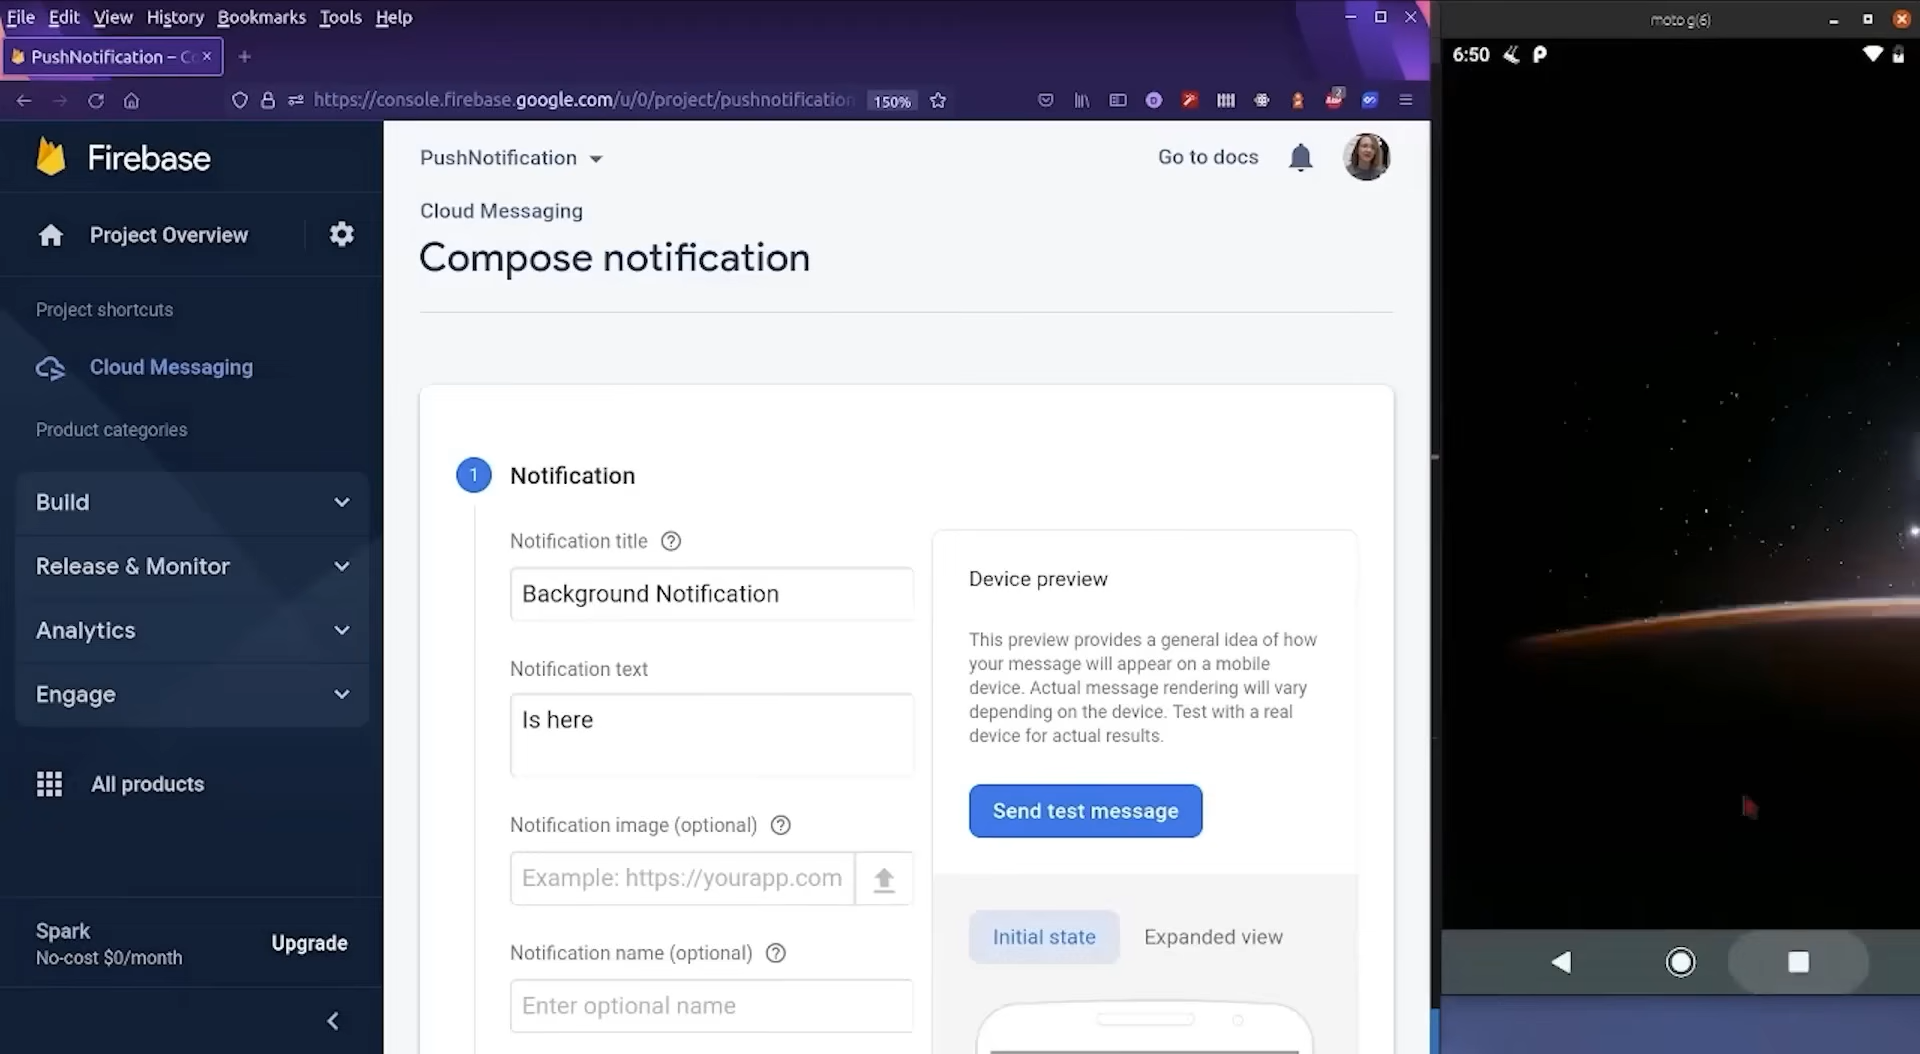 File Edit View History Bookmarks Tools Help
PushNotification – Co
https://console.firebase.google.com/u/0/project/pushnotification
150%
2
Firebase
Project Overview
Project shortcuts
Cloud Messaging
Product categories
Build
Release & Monitor
Analytics
Engage
All products
Spark
No-cost $0/month
Upgrade
PushNotification
Go to docs
Cloud Messaging
Compose notification
1
Notification
Notification title
Background Notification
Notification text
Is here
Notification image (optional)
Example: https://yourapp.com
Notification name (optional)
Enter optional name
Device preview
This preview provides a general idea of how
your message will appear on a mobile
device. Actual message rendering will vary
depending on the device. Test with a real
device for actual results.
Send test message
Initial state
Expanded view
moto g(6)
6:50